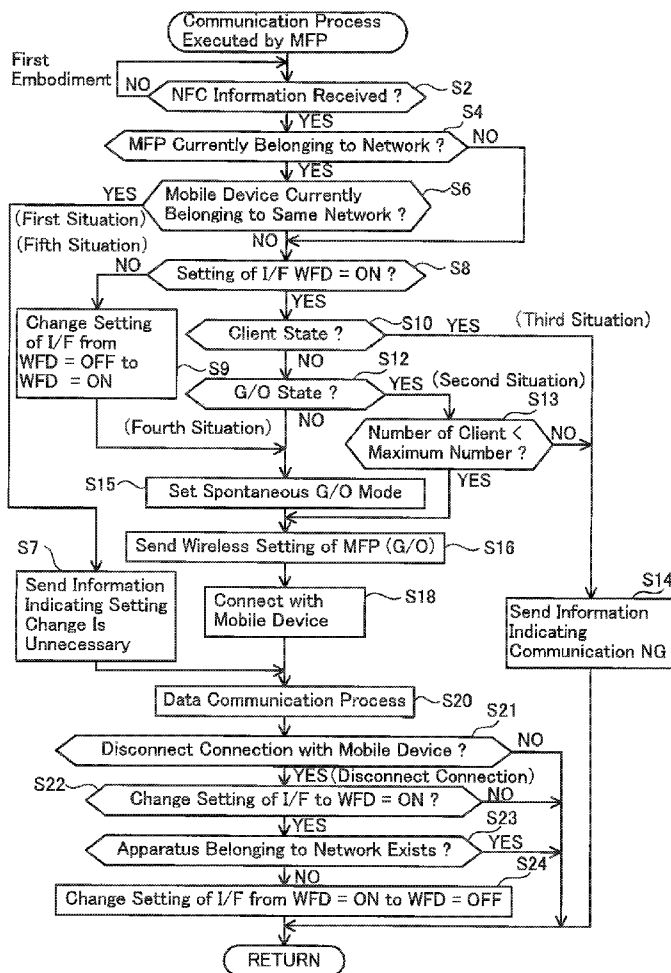 Communication Process
Executed by MFP
First
Embodiment
NO
S2
NFC Information Received ?
YES
S4
MFP Currently Belonging to Network ?
NO
YES
S6
YES
Mobile Device Currently
Belonging to Same Network ?
(First Situation)
(Fifth Situation)
NO
NO
S8
Setting of I/F WFD = ON ?
YES
S10
Client State ?
YES
(Third Situation)
Change Setting
of I/F from
WFD = OFF to
WFD = ON
S9
NO
S12
G/O State ?
YES
(Second Situation)
S13
NO
(Fourth Situation)
Number of Client <
Maximum Number ?
NO
YES
S15
Set Spontaneous G/O Mode
Send Wireless Setting of MFP (G/O)
S16
S7
Send Information
Indicating Setting
Change Is
Unnecessary
S18
Connect with
Mobile Device
S14
Send Information
Indicating
Communication NG
Data Communication Process
S20
S21
Disconnect Connection with Mobile Device ?
NO
YES(Disconnect Connection)
S22
Change Setting of I/F to WFD = ON ?
NO
YES
S23
Apparatus Belonging to Network Exists ?
YES
NO
S24
Change Setting of I/F from WFD = ON to WFD = OFF
RETURN